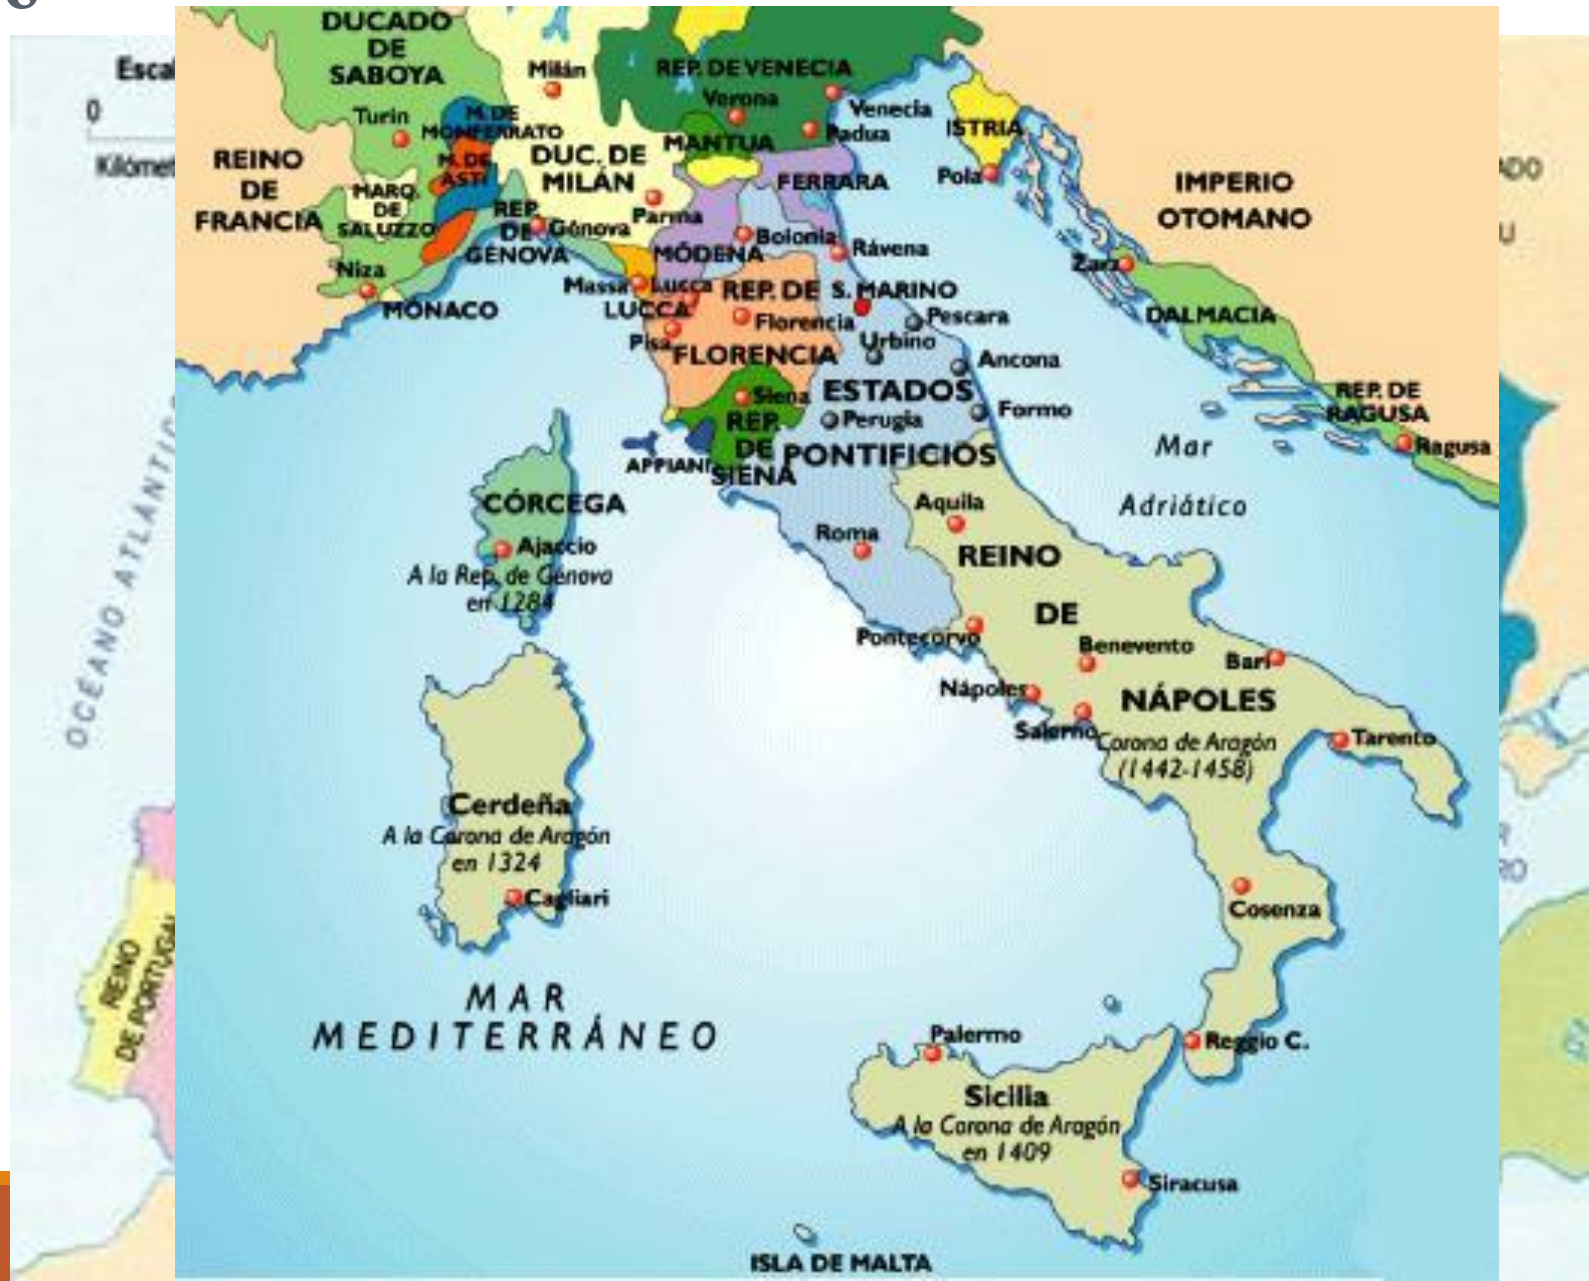 DUCADO
DE
SABOYA
Milán
REP. DE VENECIA
Verona
Venecia
Padua
ISTRIA
Pola
Turín
M. DE
MONFERRATO
M. DE
ASTI
MANTUA
DUC. DE
MILÁN
FERRARA
REINO
DE
FRANCIA
MARQ.
DE
SALUZZO
REP.
DE
GÉNOVA
Génova
Parma
MÓDENA
Bolonia
Rávena
IMPERIO
OTOMANO
Zara
DALMACIA
Niza
MÓNACO
Massa
Lucca
LUCCA
Pisa
REP. DE
Florencia
FLORENCIA
S. MARINO
Pescara
Urbino
Ancona
ESTADOS
PONTIFICIOS
Perugia
Formo
Siena
REP.
DE
SIENA
APPIANI
REP. DE
RAGUSA
Ragusa
Mar
Adriático
CÓRCEGA
Ajaccio
A la Rep. de Génova
en 1284
Aquila
Roma
REINO
DE
NÁPOLES
Corona de Aragón
(1442-1458)
Pontecorvo
Benevento
Bari
Nápoles
Salerno
Tarento
Cerdeña
A la Corona de Aragón
en 1324
Cagliari
Cosenza
MAR
MEDITERRÁNEO
Palermo
Reggio C.
Sicilia
A la Corona de Aragón
en 1409
Siracusa
ISLA DE MALTA
0
OCÉANO
REINO